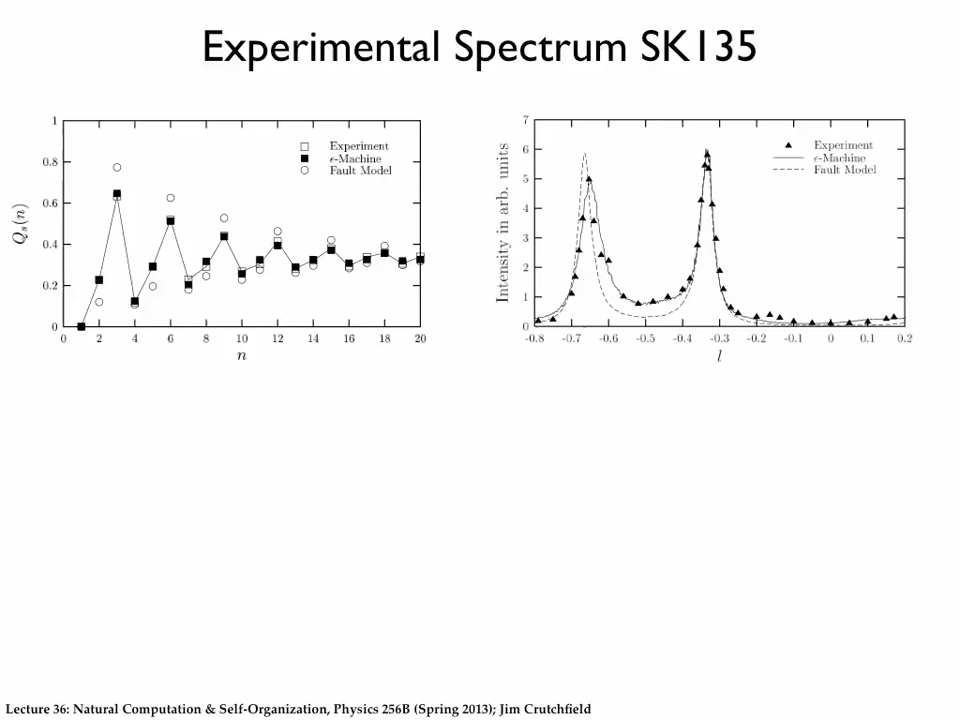 Experimental Spectrum SK135
1
0.8
0.6
0.4
0.2
0
Q_s(n)
Experiment
ϵ-Machine
Fault Model
0 2 4 6 8 10 12 14 16 18 20
n
7
6
5
4
3
2
1
0
Intensity in arb. units
Experiment
ϵ-Machine
Fault Model
-0.8 -0.7 -0.6 -0.5 -0.4 -0.3 -0.2 -0.1 0 0.1 0.2
l
Lecture 36: Natural Computation & Self-Organization, Physics 256B (Spring 2013); Jim Crutchfield